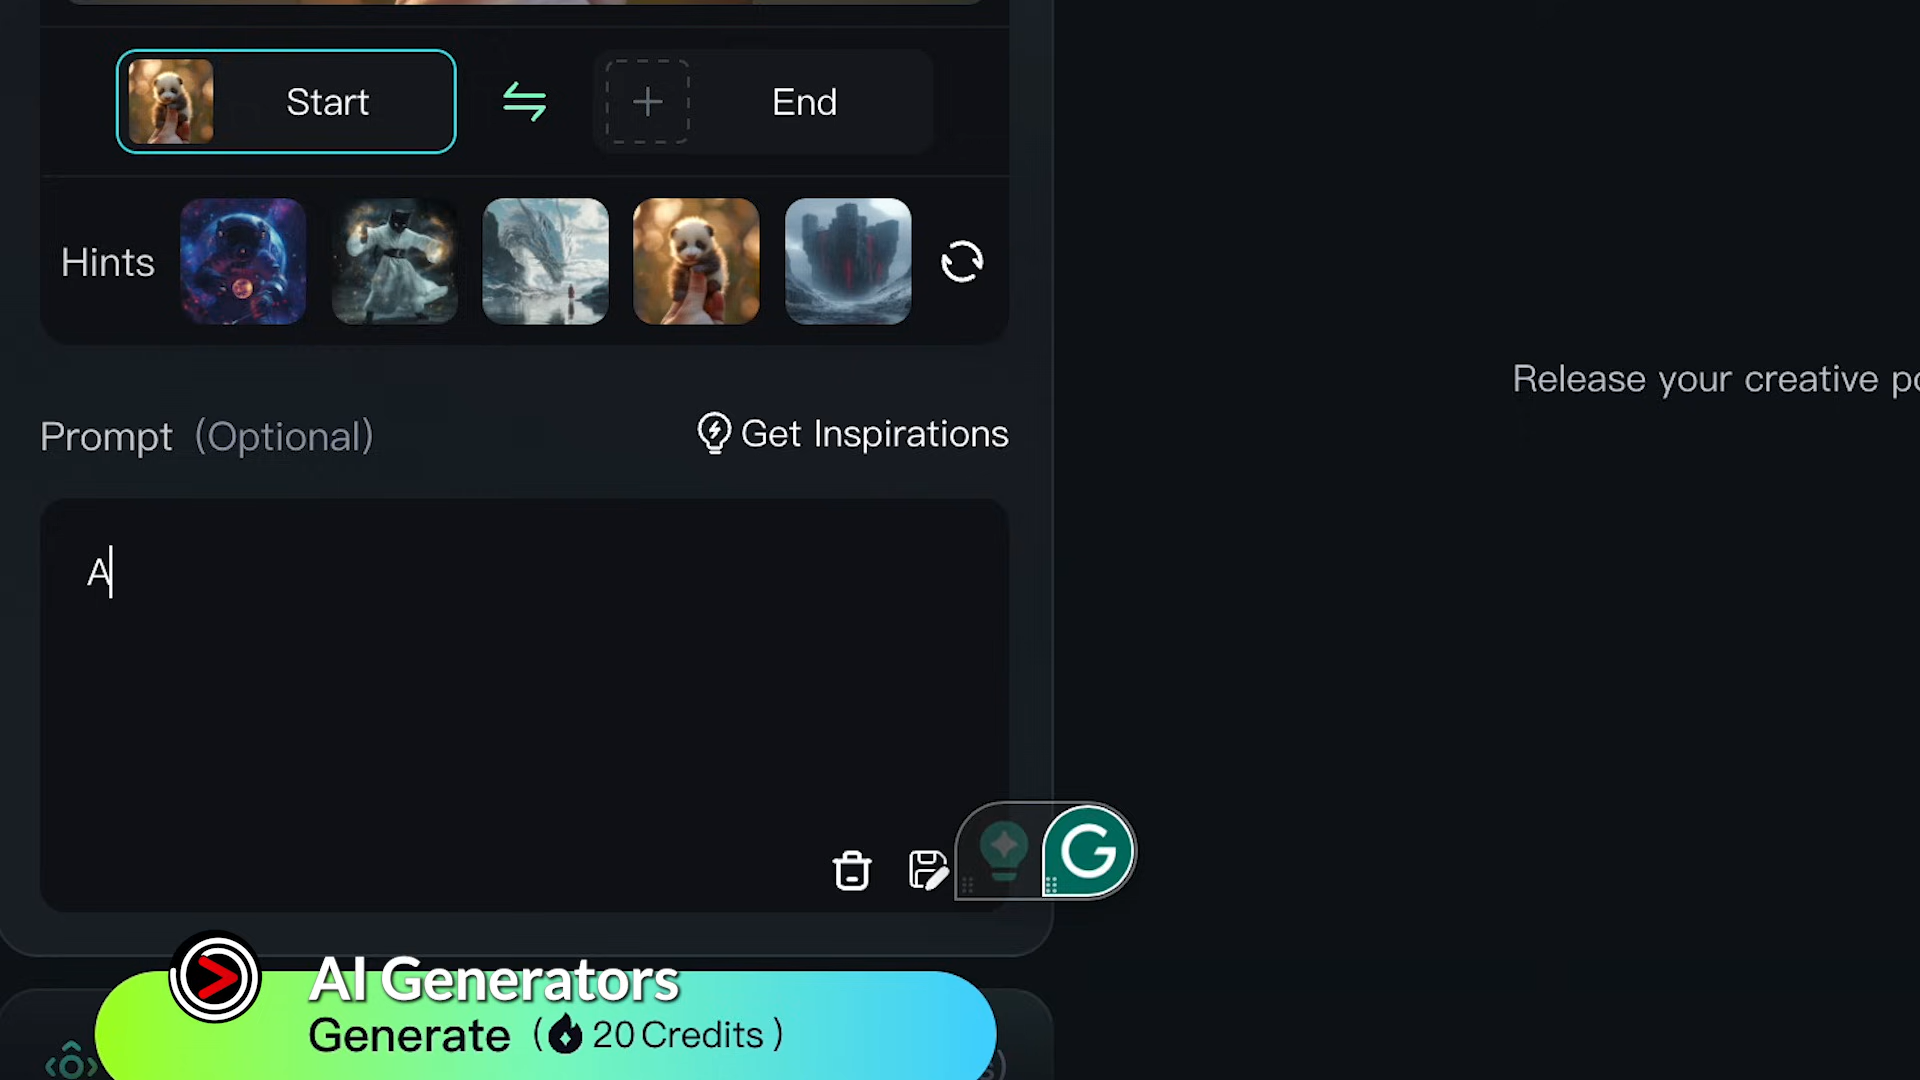 Start
End
Hints
Release your creative
Prompt (Optional)
Get Inspirations
A
G
AI Generators
Generate (20 Credits)